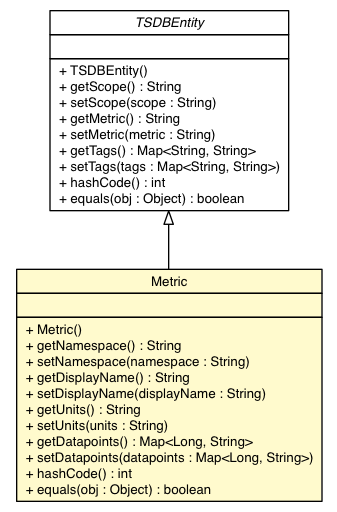 TSDBEntity
+ TSDBEntity()
+ getScope() : String
+ setScope(scope : String)
+ getMetric() : String
+ setMetric(metric : String)
+ getTags() : Map<String, String>
+ setTags(tags : Map<String, String>)
+ hashCode() : int
+ equals(obj : Object) : boolean
Metric
+ Metric()
+ getNamespace() : String
+ setNamespace(namespace : String)
+ getDisplayName() : String
+ setDisplayName(displayName : String)
+ getUnits() : String
+ setUnits(units : String)
+ getDatapoints() : Map<Long, String>
+ setDatapoints(datapoints : Map<Long, String>)
+ hashCode() : int
+ equals(obj : Object) : boolean